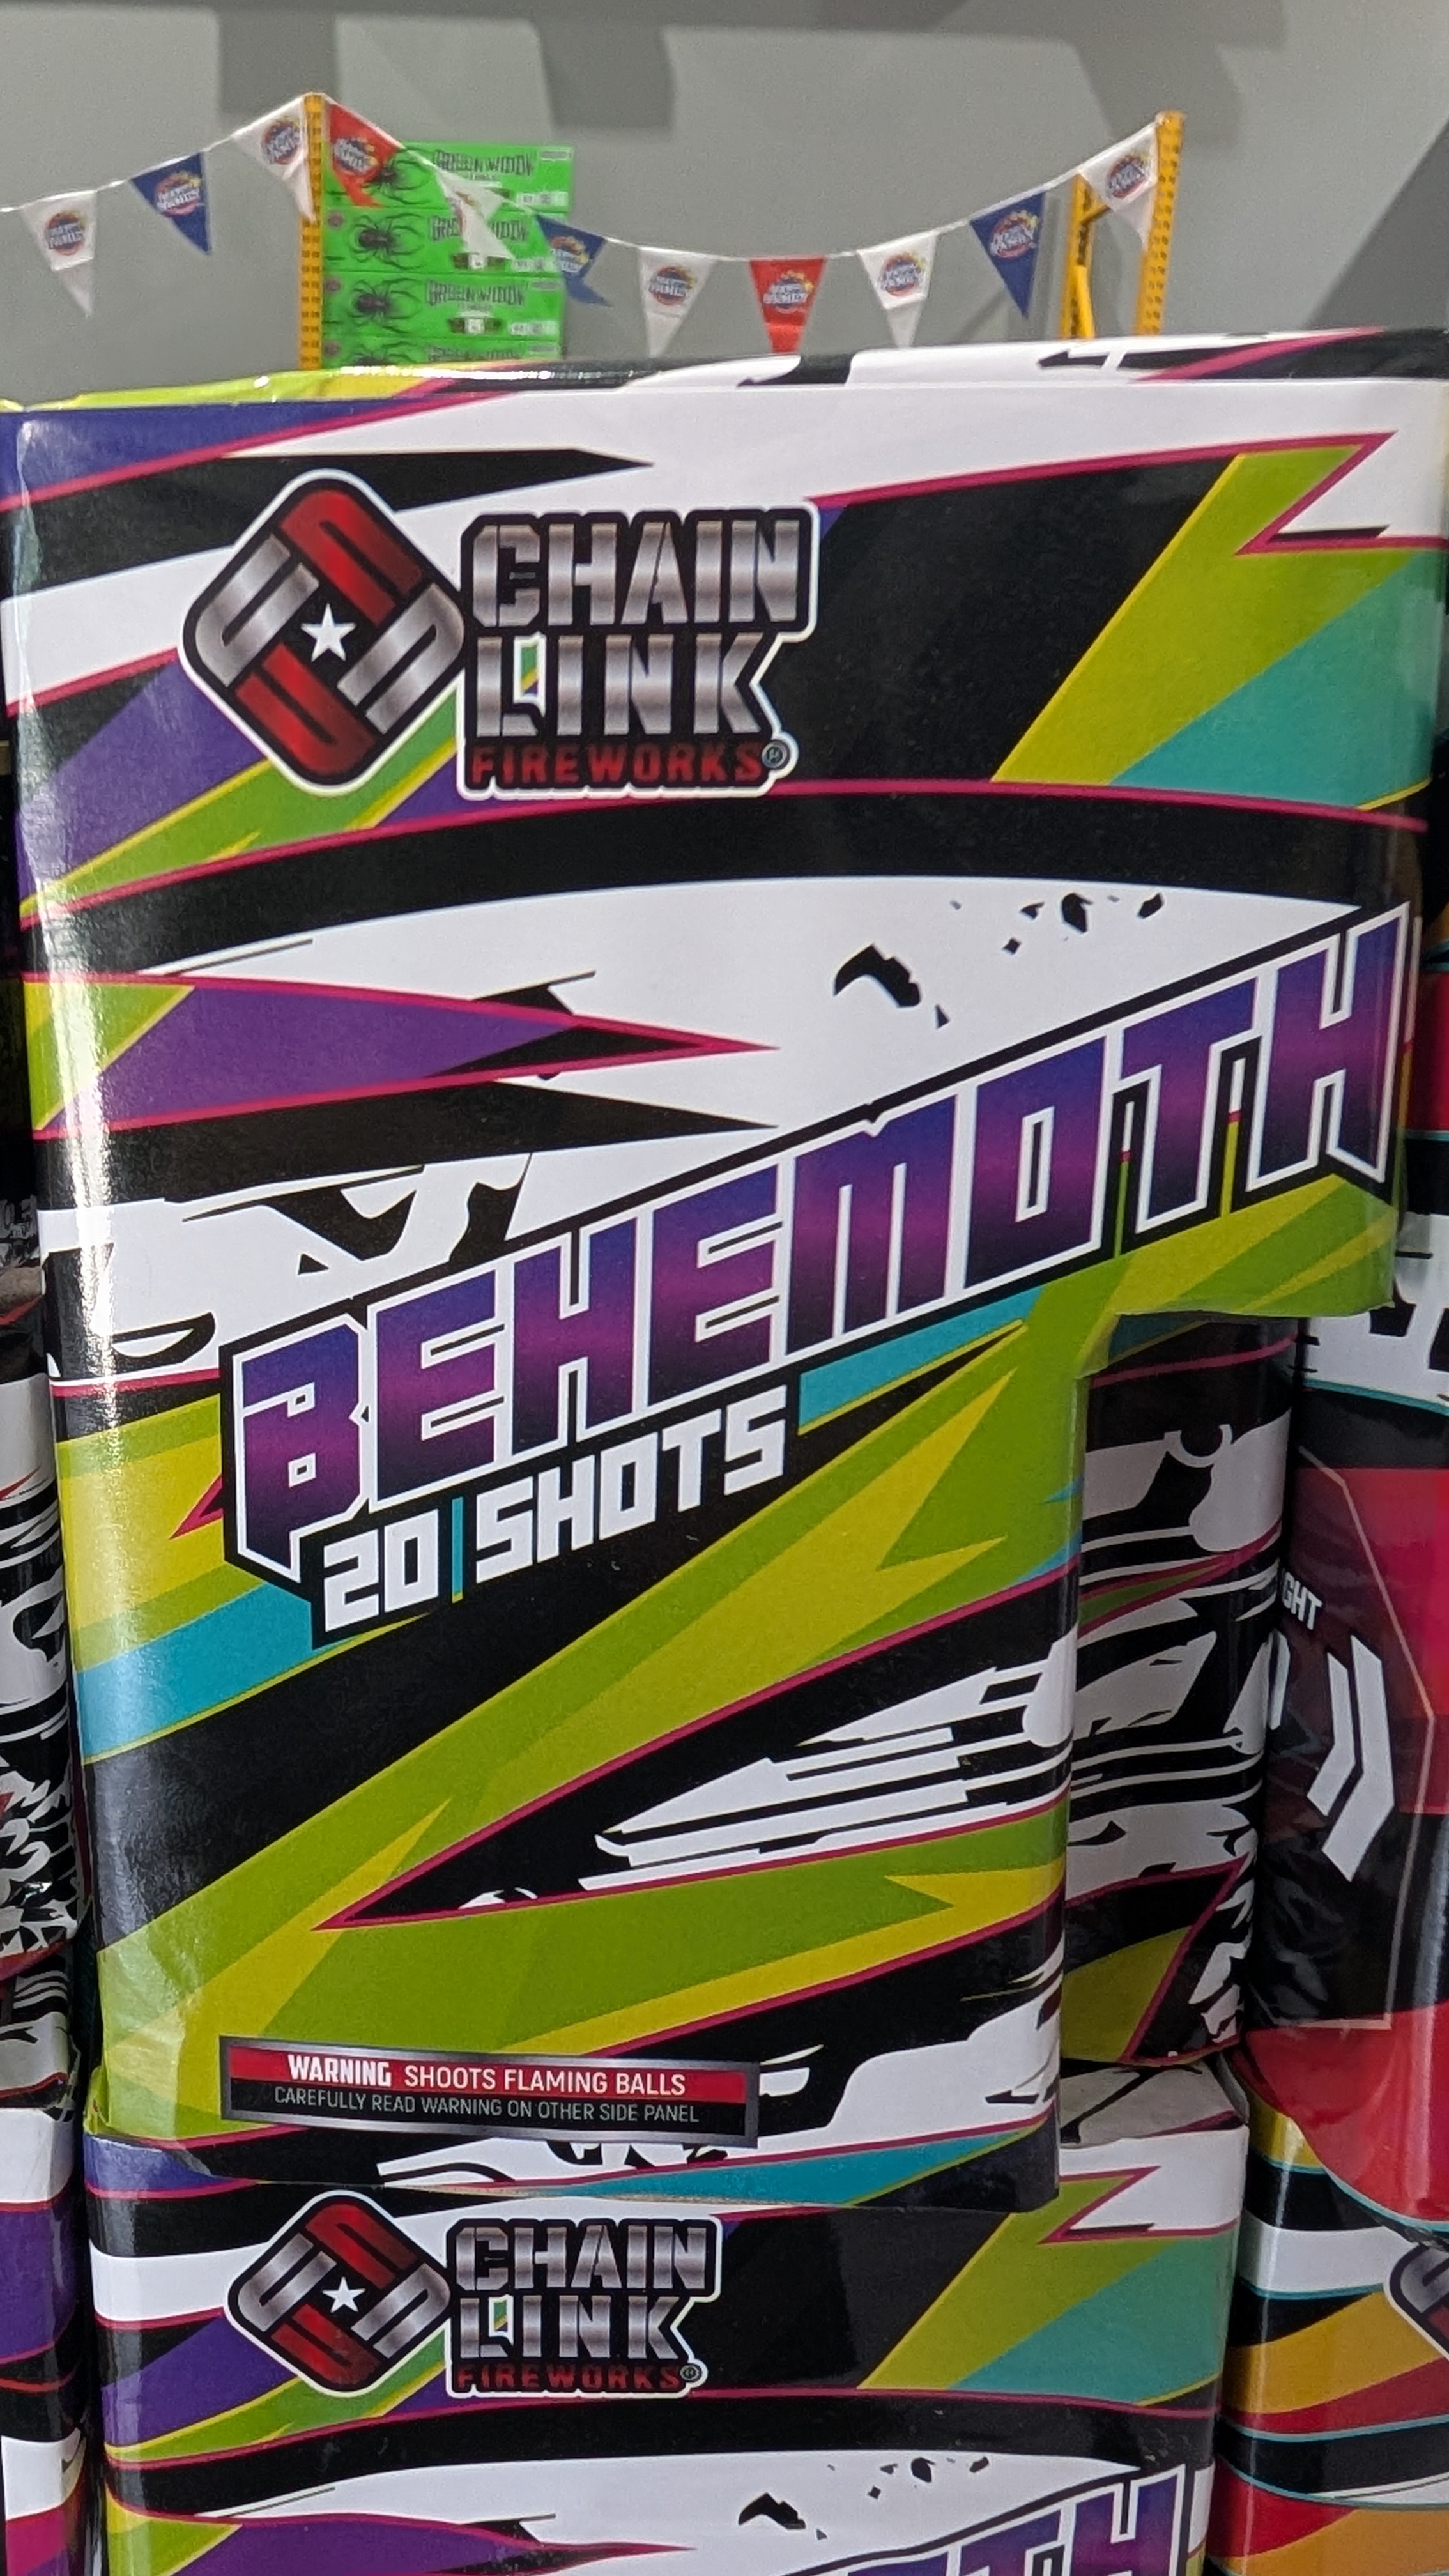 GREEN WIDOW
GREEN WIDOW
GREEN WIDOW
CHAIN
LINK
FIREWORKS®
BEHEMOTH
20 SHOTS
GHT
WARNING SHOOTS FLAMING BALLS
CAREFULLY READ WARNING ON OTHER SIDE PANEL
CHAIN
LINK
FIREWORKS®